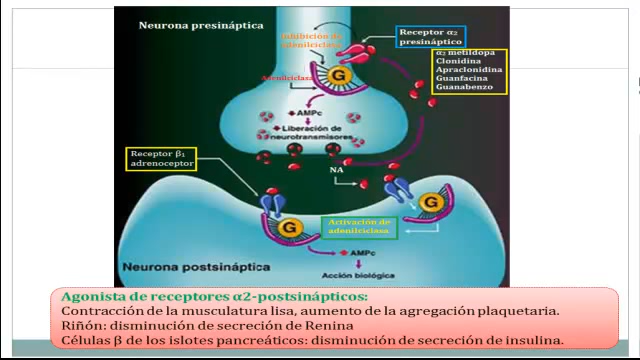 Neurona presináptica
Inhibición de
adenilciclasa
Receptor α₂
presináptico
α₂ metildopa
Clonidina
Apraclonidina
Guanfacina
Guanabenzo
Adenilciclasa
G
AMPc
Liberación de
neurotransmisores
Receptor β₁
adrenoceptor
NA
G
G
Activación de
adenilciclasa
AMPc
Acción biológica
Neurona postsináptica
Agonista de receptores α2-postsinápticos:
Contracción de la musculatura lisa, aumento de la agregación plaquetaria.
Riñón: disminución de secreción de Renina
Células β de los islotes pancreáticos: disminución de secreción de insulina.